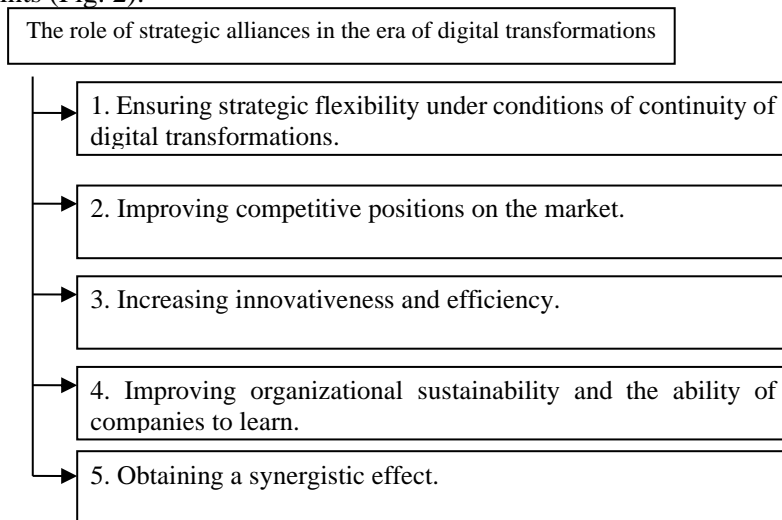 (Fig. 2).
The role of strategic alliances in the era of digital transformations
1. Ensuring strategic flexibility under conditions of continuity of
digital transformations.
2. Improving competitive positions on the market.
3. Increasing innovativeness and efficiency.
4. Improving organizational sustainability and the ability of
companies to learn.
5. Obtaining a synergistic effect.